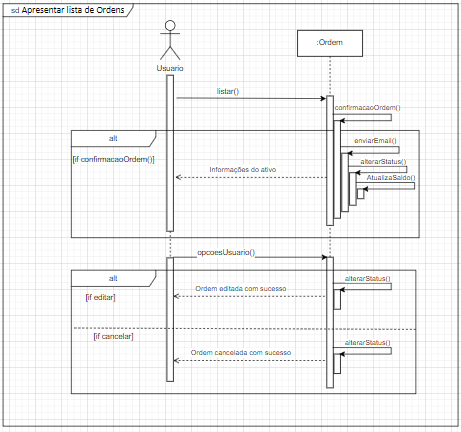 sd Apresentar lista de Ordens
:Ordem
Usuario
listar()
confirmacaoOrdem()
alt
enviarEmail()
[if confirmacaoOrdem()]
alterarStatus()
Informações do ativo
AtualizaSaldo()
opcoesUsuario()
alt
alterarStatus()
Ordem editada com sucesso
[if editar]
[if cancelar]
alterarStatus()
Ordem cancelada com sucesso